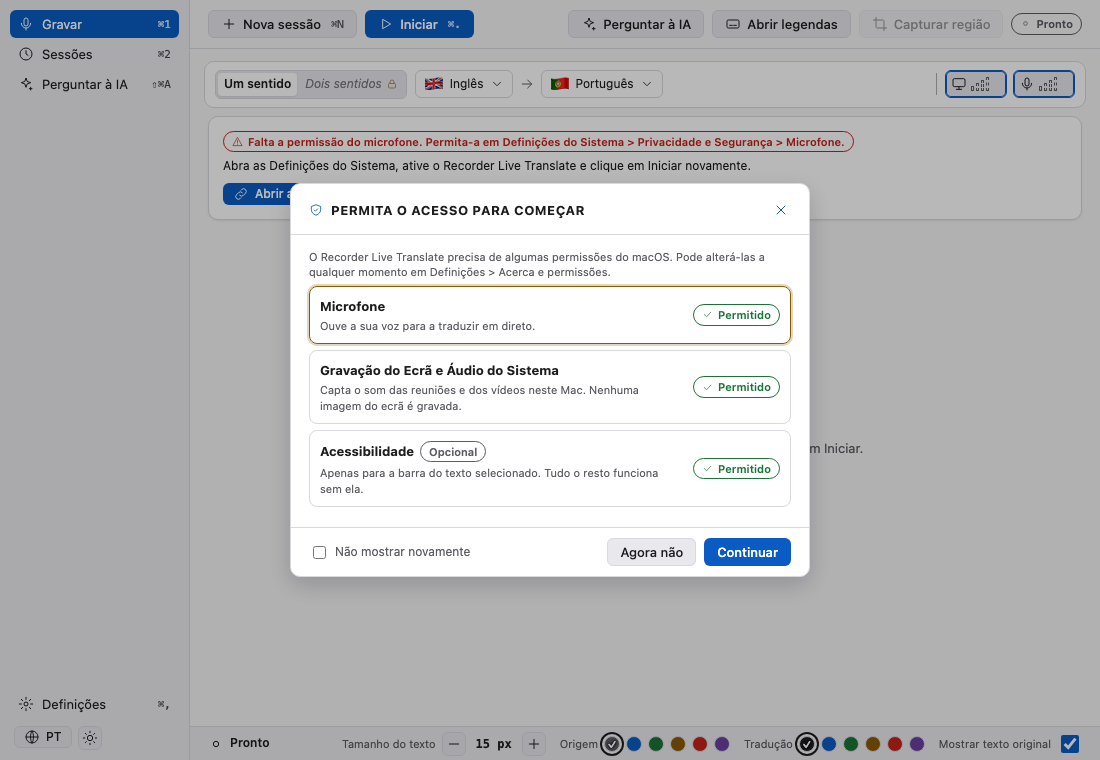 Gravar ⌘1
Sessões ⌘2
Perguntar à IA ⇧⌘A
Nova sessão ⌘N
Iniciar
Perguntar à IA
Abrir legendas
Capturar região
Pronto
Um sentido
Dois sentidos
Inglês
Português
Falta a permissão do microfone. Permita-a em Definições do Sistema > Privacidade e Segurança > Microfone.
Abra as Definições do Sistema, ative o Recorder Live Translate e clique em Iniciar novamente.
Abrir
m Iniciar.
PERMITA O ACESSO PARA COMEÇAR
O Recorder Live Translate precisa de algumas permissões do macOS. Pode alterá-las a
qualquer momento em Definições > Acerca e permissões.
Microfone
Ouve a sua voz para a traduzir em direto.
Permitido
Gravação do Ecrã e Áudio do Sistema
Capta o som das reuniões e dos vídeos neste Mac. Nenhuma
imagem do ecrã é gravada.
Permitido
Acessibilidade Opcional
Apenas para a barra do texto selecionado. Tudo o resto funciona
sem ela.
Permitido
Não mostrar novamente
Agora não
Continuar
Definições ⌘,
PT
Pronto
Tamanho do texto
15 px
Origem
Tradução
Mostrar texto original